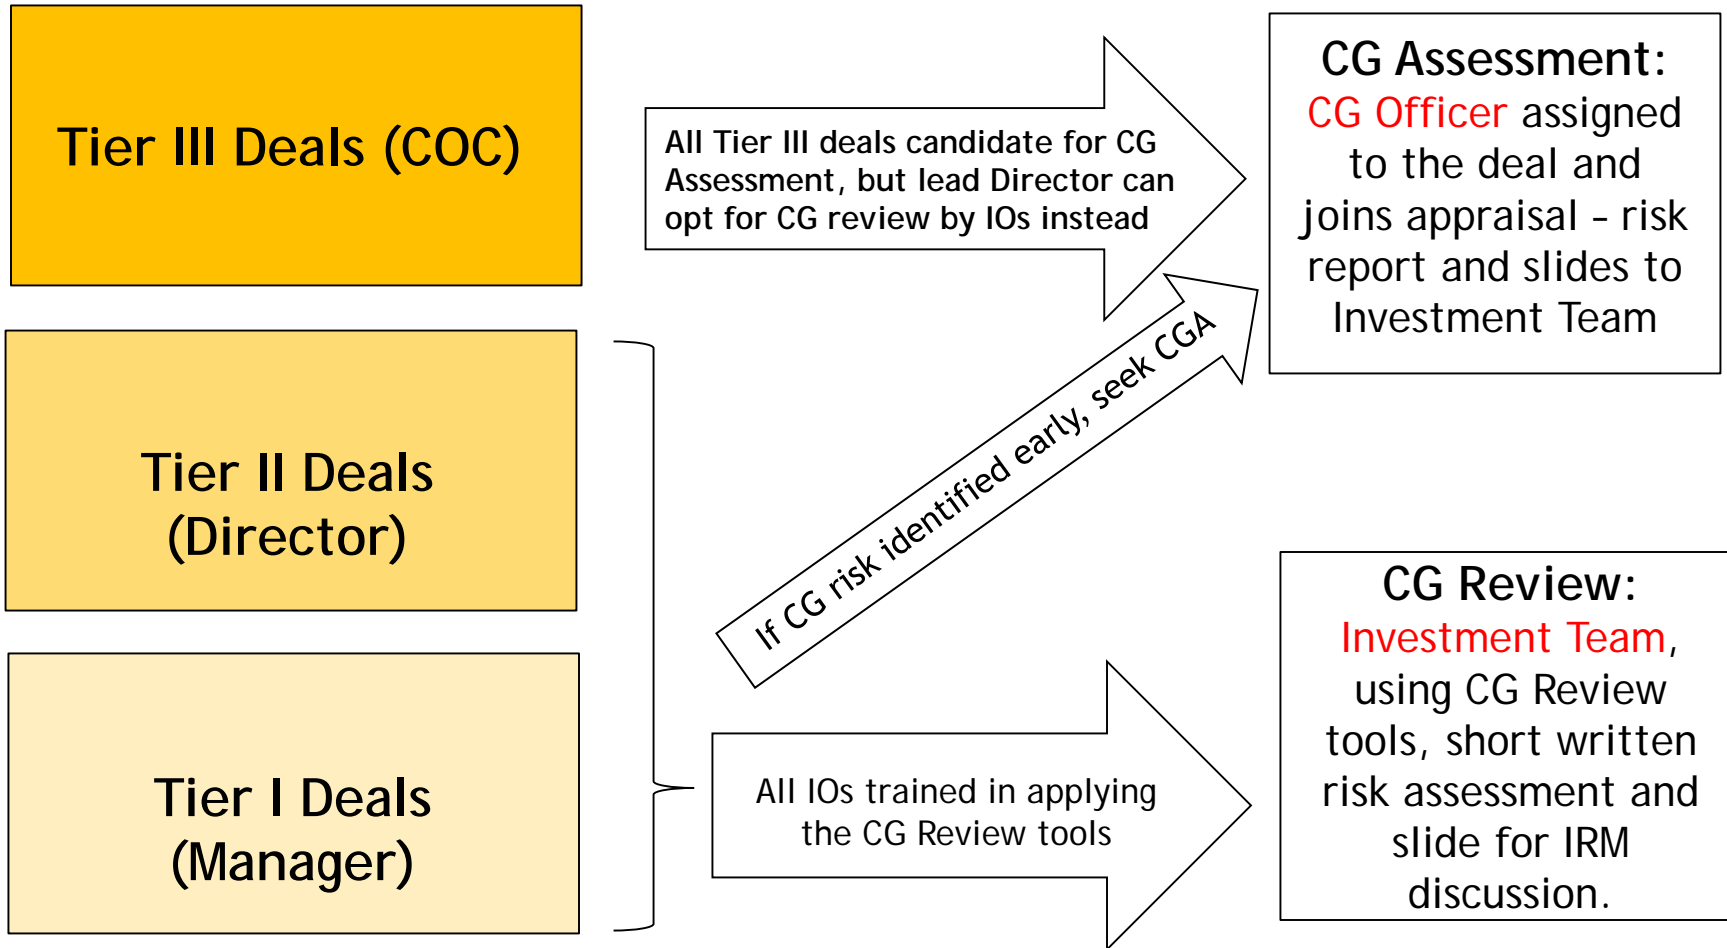 Tier III Deals (COC)
All Tier III deals candidate for CG
Assessment, but lead Director can
opt for CG review by IOs instead
CG Assessment:
CG Officer assigned
to the deal and
joins appraisal – risk
report and slides to
Investment Team
Tier II Deals
(Director)
If CG risk identified early, seek CGA
Tier I Deals
(Manager)
All IOs trained in applying
the CG Review tools
CG Review:
Investment Team,
using CG Review
tools, short written
risk assessment and
slide for IRM
discussion.